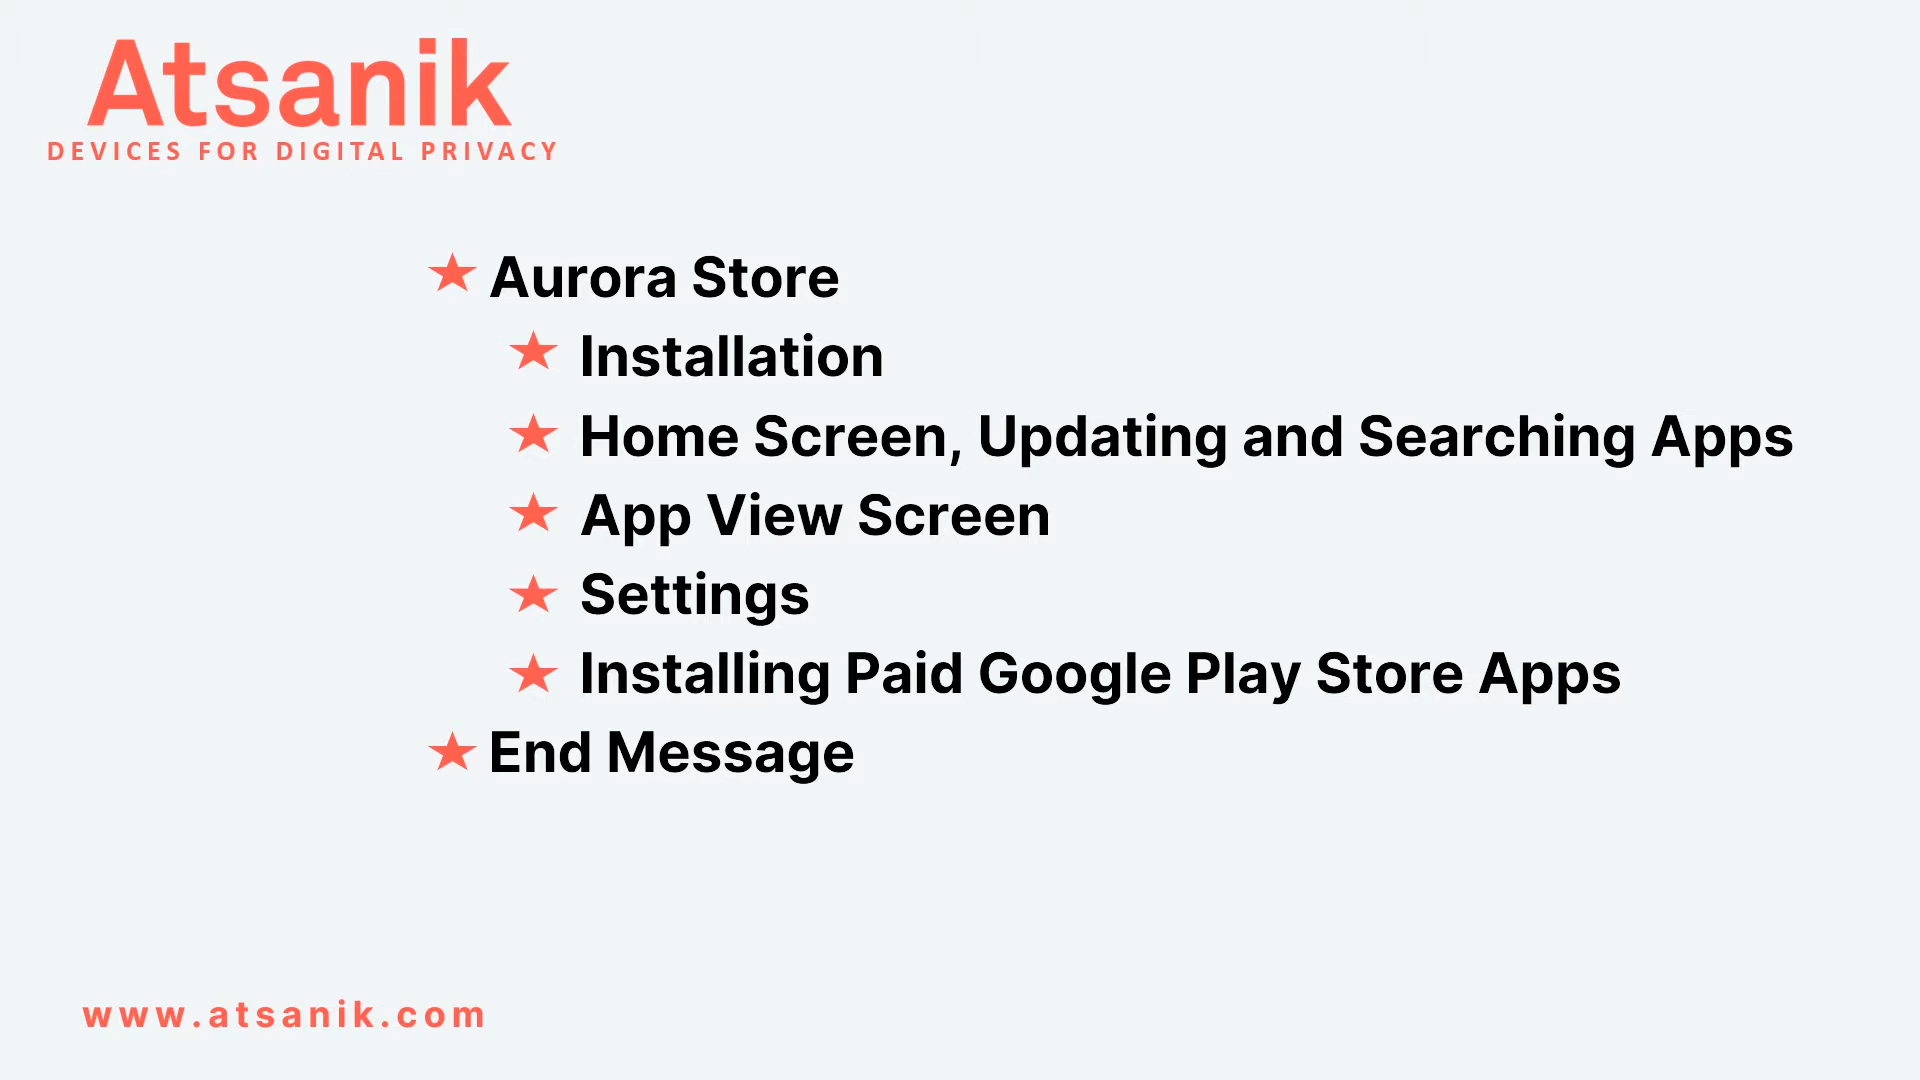 Atsanik
DEVICES FOR DIGITAL PRIVACY
Aurora Store
Installation
Home Screen, Updating and Searching Apps
App View Screen
Settings
Installing Paid Google Play Store Apps
End Message
www.atsanik.com